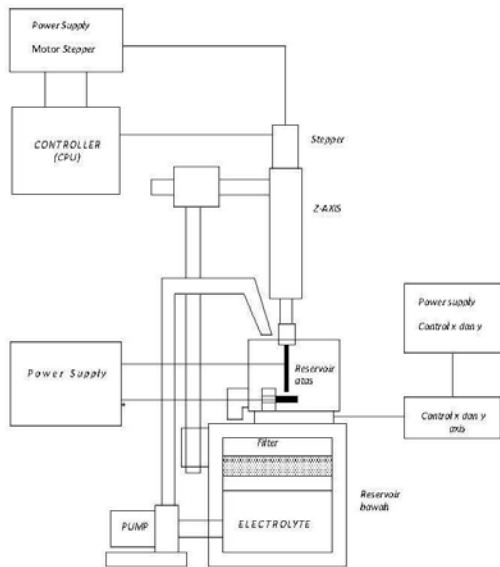 Power Supply
Motor Stepper
CONTROLLER
(CPU)
Stepper
Z-AXIS
Power supply
Control x dan y
Power Supply
Reservoir
atas
Control x dan y
axis
Filter
Reservoir
bawah
PUMP
ELECTROLYTE